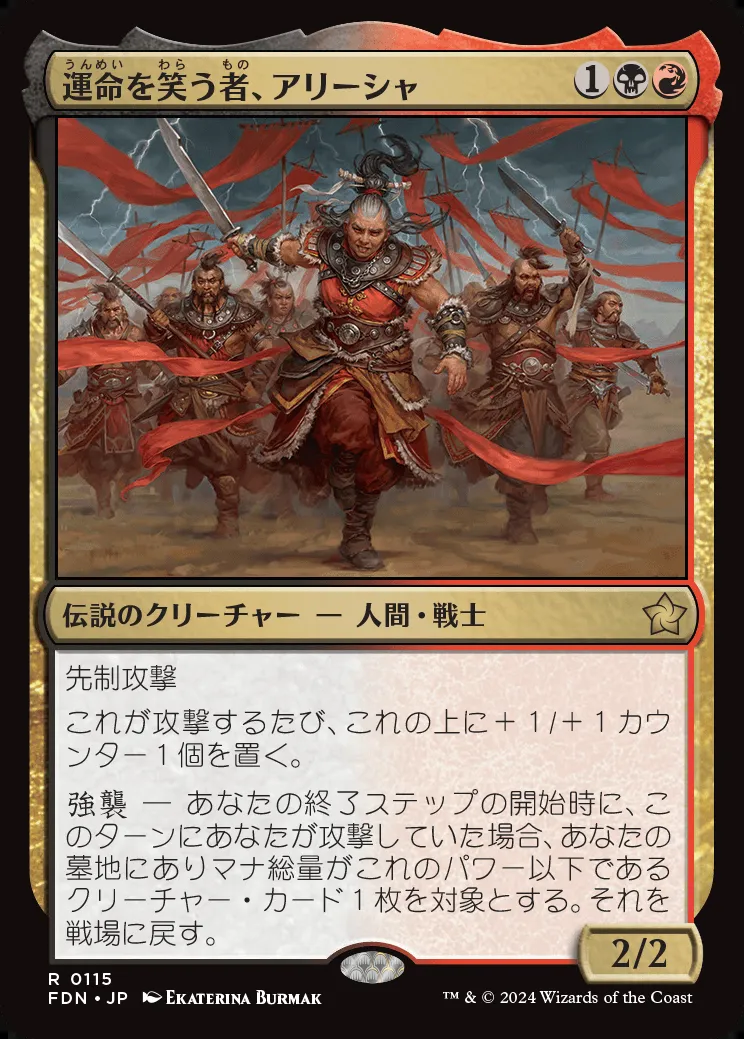 うんめい わら もの
運命を笑う者、アリーシャ 1
伝説のクリーチャー — 人間・戦士
先制攻撃
これが攻撃するたび、これの上に+1/+1カウ
ンター1個を置く。
強襲 — あなたの終了ステップの開始時に、こ
のターンにあなたが攻撃していた場合、あなたの
墓地にありマナ総量がこれのパワー以下である
クリーチャー・カード1枚を対象とする。それを
戦場に戻す。
2/2
R 0115
FDN • JP Ekaterina Burmak
™ & © 2024 Wizards of the Coast